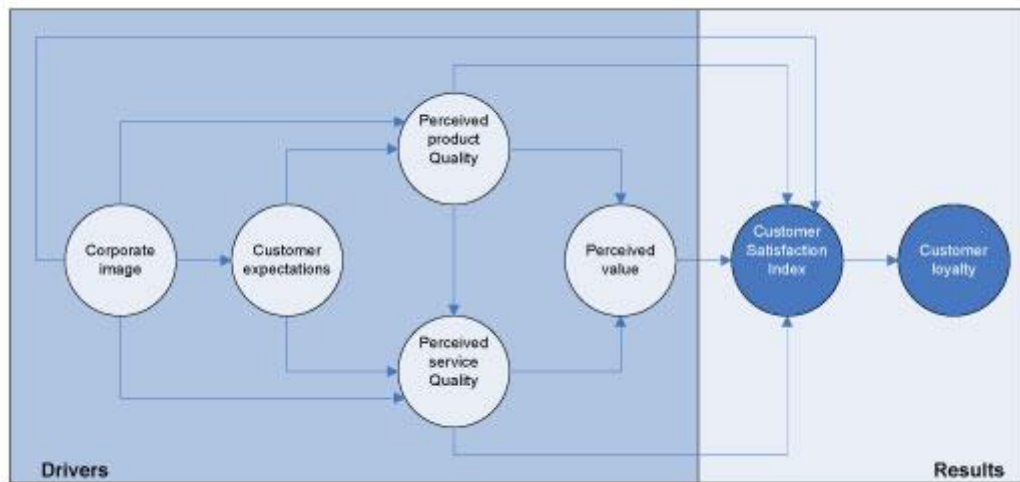 Perceived
product
Quality
Corporate
image
Customer
expectations
Perceived
value
Customer
Satisfaction
Index
Customer
loyalty
Perceived
service
Quality
Drivers
Results